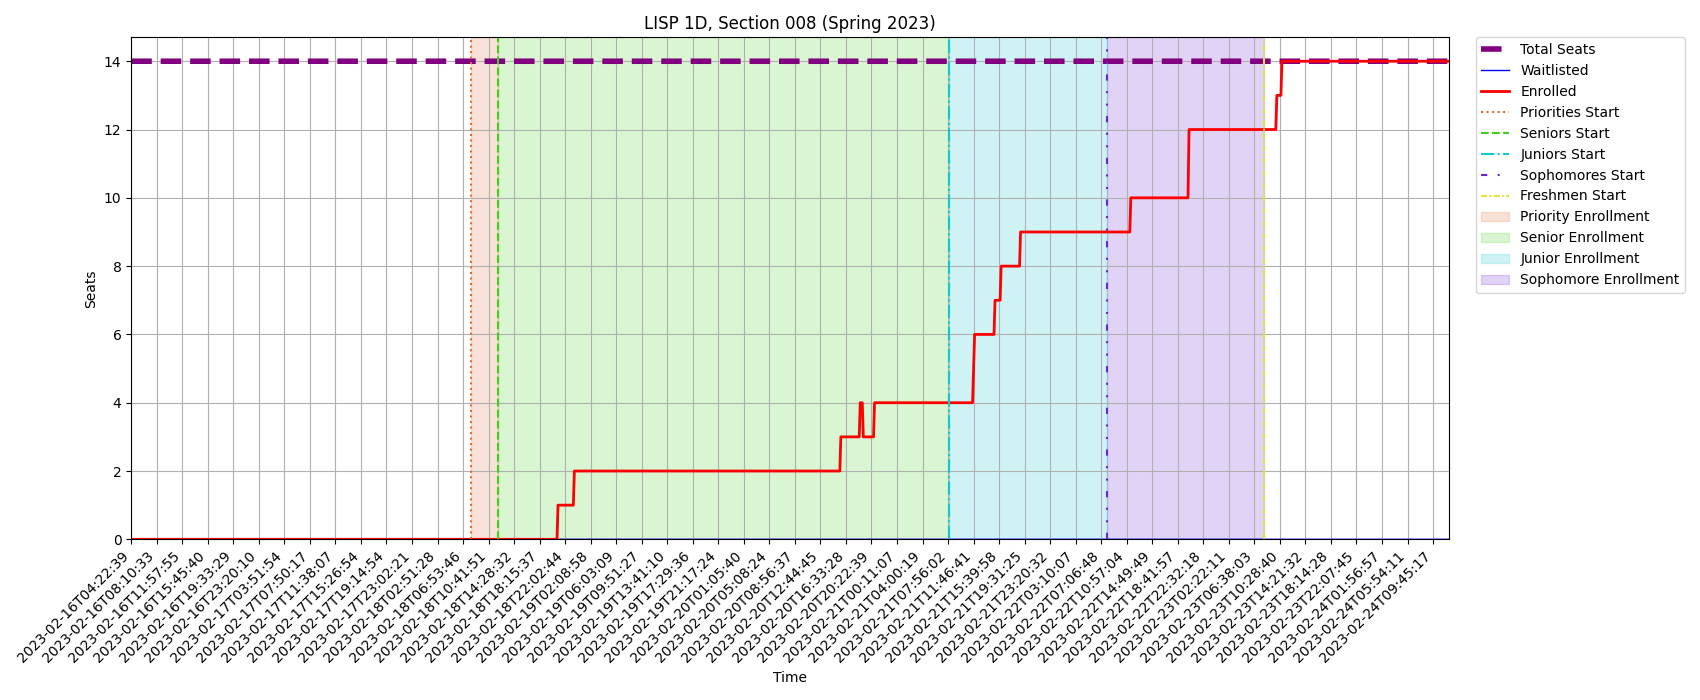 LISP 1D, Section 008 (Spring 2023)
14
12
10
8
6
4
2
0
Seats
2023-02-16T04:22:39
2023-02-16T08:10:33
2023-02-16T11:57:55
2023-02-16T15:45:40
2023-02-16T19:33:29
2023-02-16T23:20:10
2023-02-17T03:51:54
2023-02-17T07:50:17
2023-02-17T11:38:07
2023-02-17T15:26:54
2023-02-17T19:14:54
2023-02-17T23:02:21
2023-02-18T02:51:28
2023-02-18T06:53:46
2023-02-18T10:41:51
2023-02-18T14:28:32
2023-02-18T18:15:37
2023-02-18T22:02:44
2023-02-19T02:08:58
2023-02-19T06:03:09
2023-02-19T09:51:27
2023-02-19T13:41:10
2023-02-19T17:29:36
2023-02-19T21:17:24
2023-02-20T01:05:40
2023-02-20T05:08:24
2023-02-20T08:56:37
2023-02-20T12:44:45
2023-02-20T16:33:28
2023-02-20T20:22:39
2023-02-21T00:11:07
2023-02-21T04:00:19
2023-02-21T07:56:02
2023-02-21T11:46:41
2023-02-21T15:39:58
2023-02-21T19:31:25
2023-02-21T23:20:32
2023-02-22T03:10:07
2023-02-22T07:06:48
2023-02-22T10:57:04
2023-02-22T14:49:49
2023-02-22T18:41:57
2023-02-22T22:32:18
2023-02-23T02:22:11
2023-02-23T06:38:03
2023-02-23T10:28:40
2023-02-23T14:21:32
2023-02-23T18:14:28
2023-02-23T22:07:45
2023-02-24T01:56:57
2023-02-24T05:54:11
2023-02-24T09:45:17
Time
Total Seats
Waitlisted
Enrolled
Priorities Start
Seniors Start
Juniors Start
Sophomores Start
Freshmen Start
Priority Enrollment
Senior Enrollment
Junior Enrollment
Sophomore Enrollment